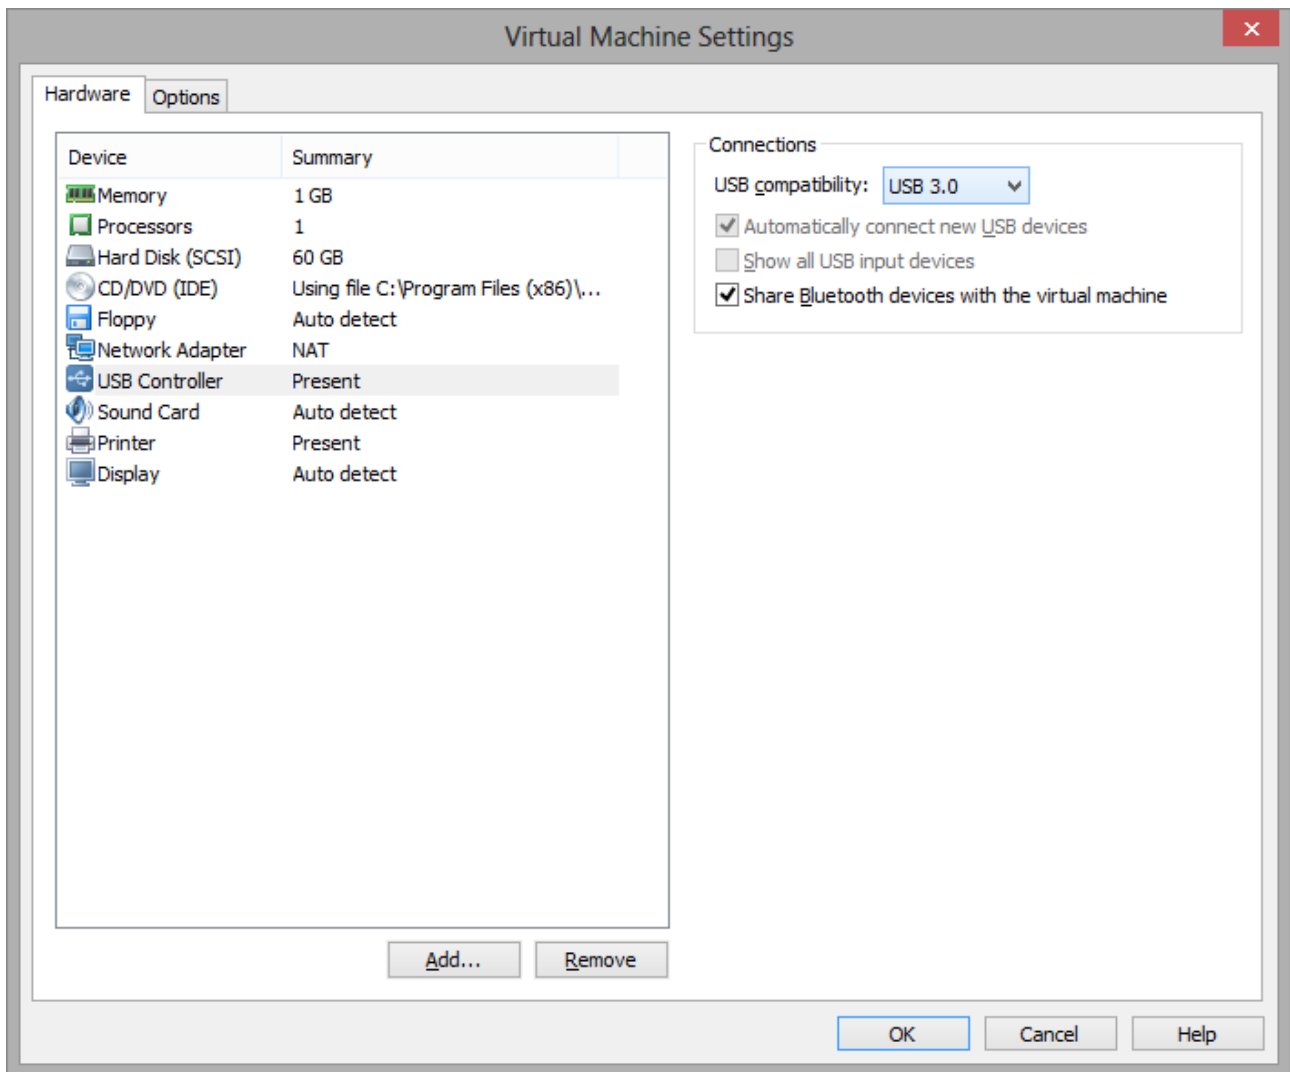 Virtual Machine Settings
Hardware Options
Device Summary
Memory 1 GB
Processors 1
Hard Disk (SCSI) 60 GB
CD/DVD (IDE) Using file C:\Program Files (x86)\...
Floppy Auto detect
Network Adapter NAT
USB Controller Present
Sound Card Auto detect
Printer Present
Display Auto detect
Add... Remove
Connections
USB compatibility: USB 3.0
Automatically connect new USB devices
Show all USB input devices
Share Bluetooth devices with the virtual machine
OK Cancel Help